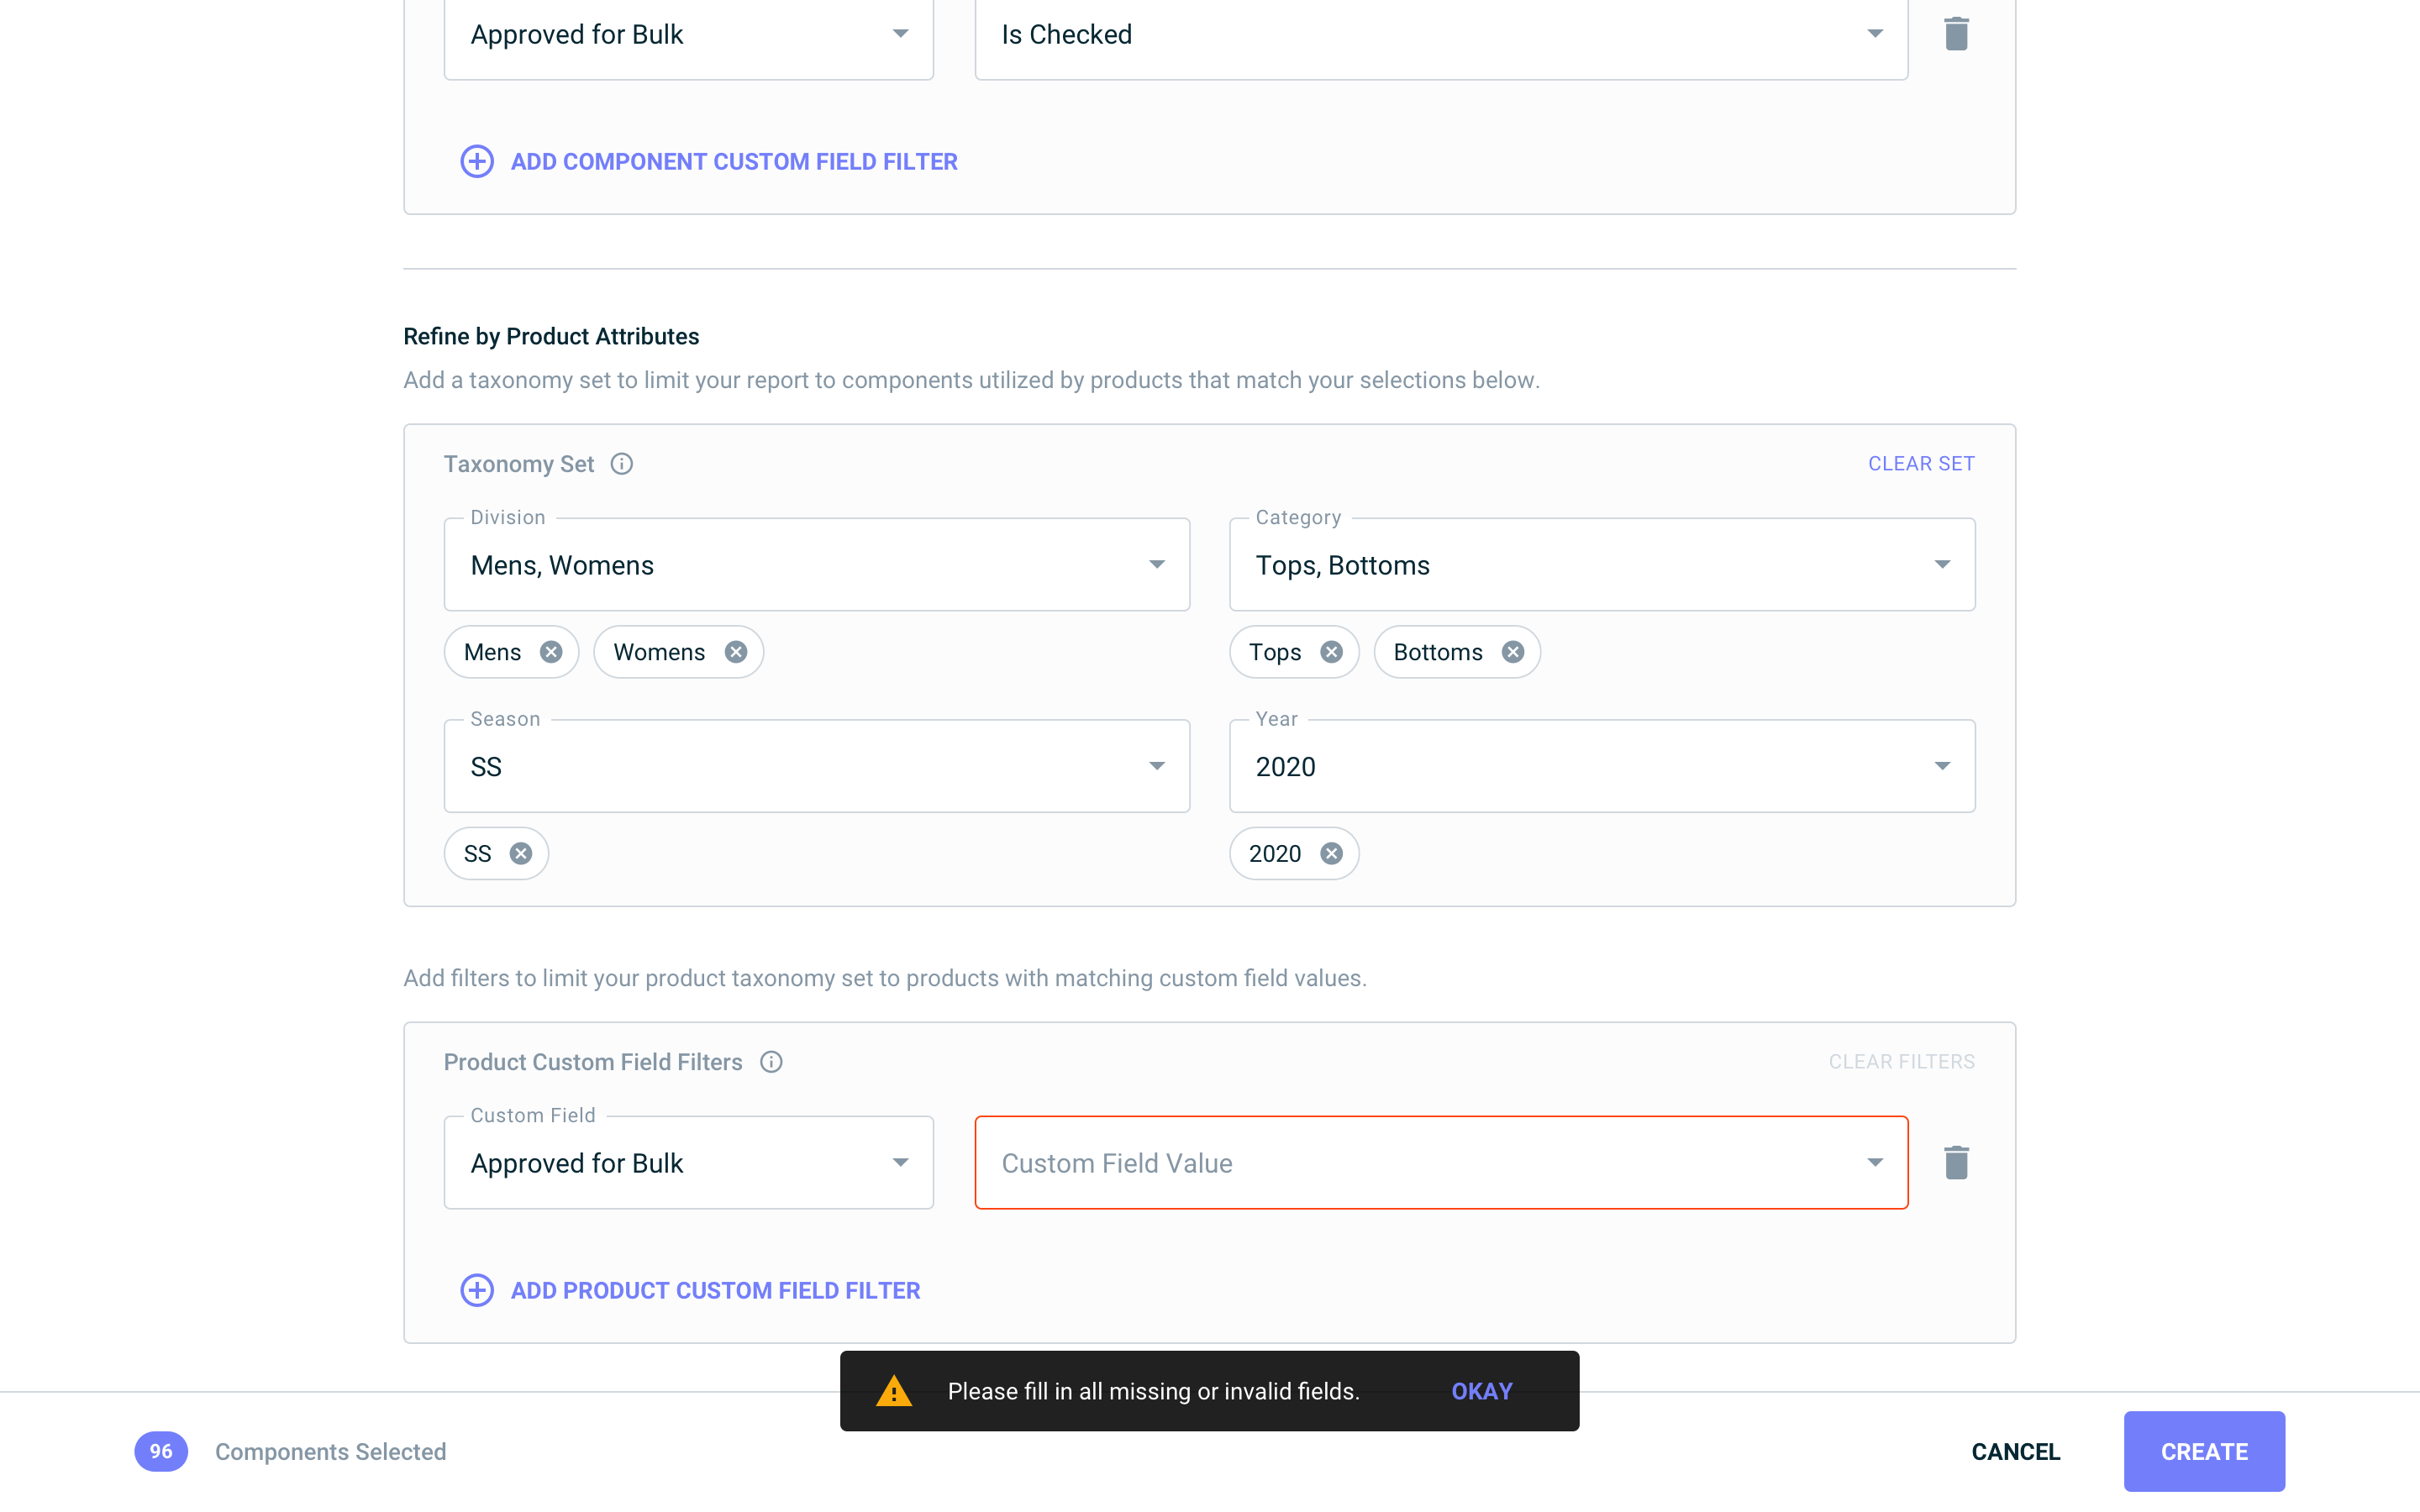 Approved for Bulk
Is Checked
ADD COMPONENT CUSTOM FIELD FILTER
Refine by Product Attributes
Add a taxonomy set to limit your report to components utilized by products that match your selections below.
Taxonomy Set
CLEAR SET
Division
Category
Mens, Womens
Tops, Bottoms
Mens
Womens
Tops
Bottoms
Season
Year
SS
2020
SS
2020
Add filters to limit your product taxonomy set to products with matching custom field values.
Product Custom Field Filters
CLEAR FILTERS
Custom Field
Approved for Bulk
Custom Field Value
ADD PRODUCT CUSTOM FIELD FILTER
Please fill in all missing or invalid fields.
OKAY
96
Components Selected
CANCEL
CREATE